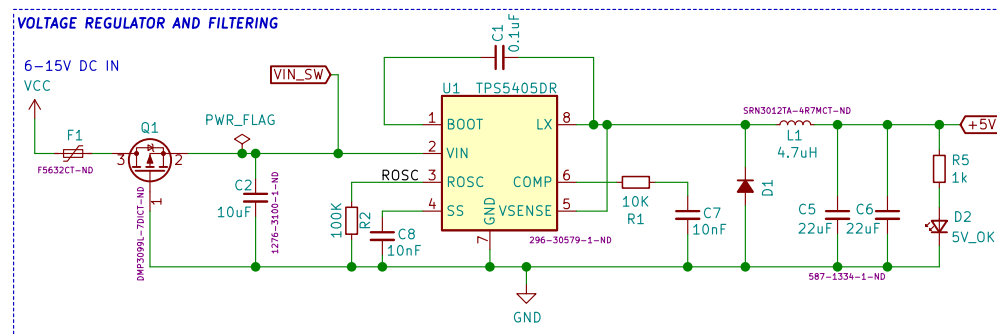 VOLTAGE REGULATOR AND FILTERING
6-15V DC IN
VCC
F1
F5632CT-ND
Q1
3
2
1
DMP3099L-7DICT-ND
PWR_FLAG
VIN_SW
C2
10uF
1276-3100-1-ND
ROSC
100K
R2
C8
10nF
C1
0.1uF
U1 TPS5405DR
1 BOOT LX 8
2 VIN
3 ROSC COMP 6
4 SS VSENSE 5
GND
7
296-30579-1-ND
10K
R1
C7
10nF
D1
SRN3012TA-4R7MCT-ND
L1
4.7uH
C5
22uF
C6
22uF
587-1334-1-ND
+5V
R5
1k
D2
5V_OK
GND